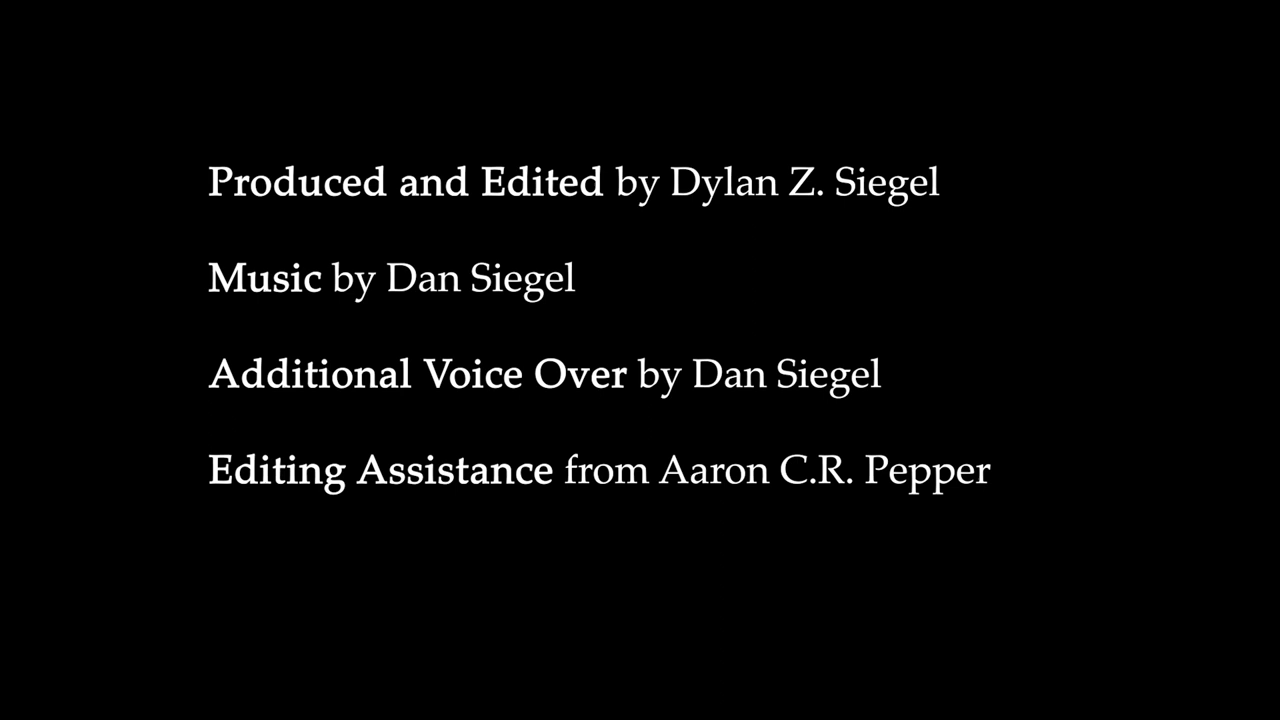 Produced and Edited by Dylan Z. Siegel
Music by Dan Siegel
Additional Voice Over by Dan Siegel
Editing Assistance from Aaron C.R. Pepper